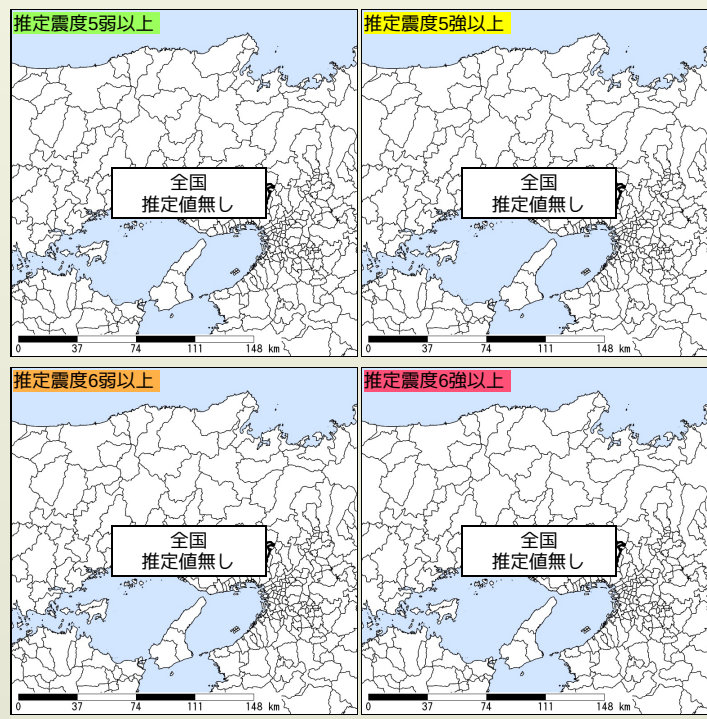 推定震度5弱以上
推定震度5強以上
全国
推定値無し
全国
推定値無し
0 37 74 111 148 km
0 37 74 111 148 km
推定震度6弱以上
推定震度6強以上
全国
推定値無し
全国
推定値無し
0 37 74 111 148 km
0 37 74 111 148 km